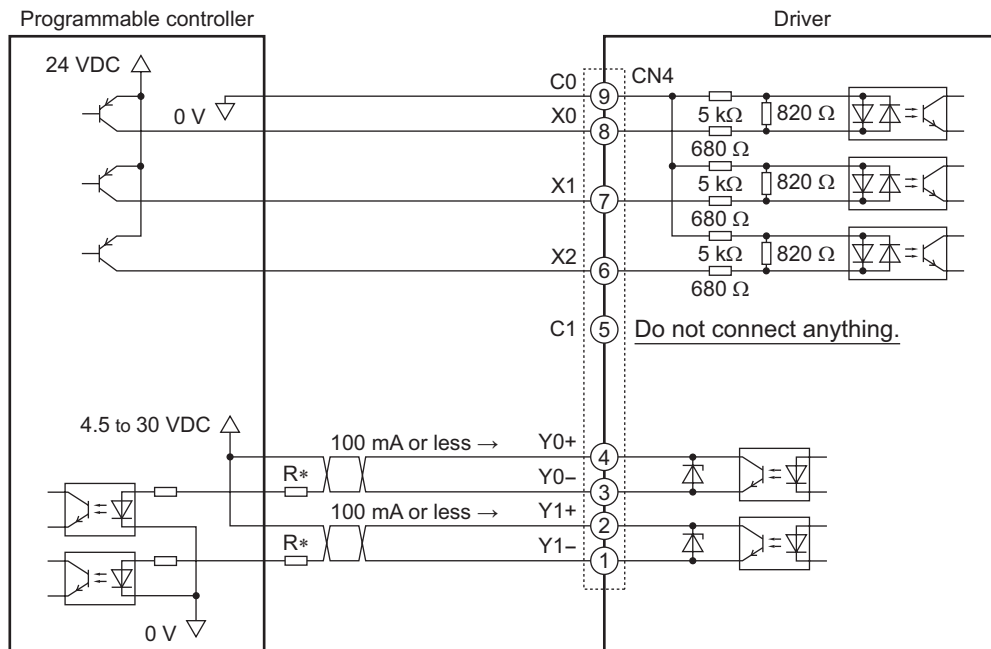 Programmable controller
Driver
24 VDC
0 V
C0
CN4
9
5 kΩ
820 Ω
X0
8
680 Ω
X1
7
5 kΩ
820 Ω
680 Ω
X2
6
5 kΩ
820 Ω
680 Ω
C1
5
Do not connect anything.
4.5 to 30 VDC
100 mA or less →
Y0+
4
R*
Y0–
3
100 mA or less →
Y1+
2
R*
Y1–
1
0 V